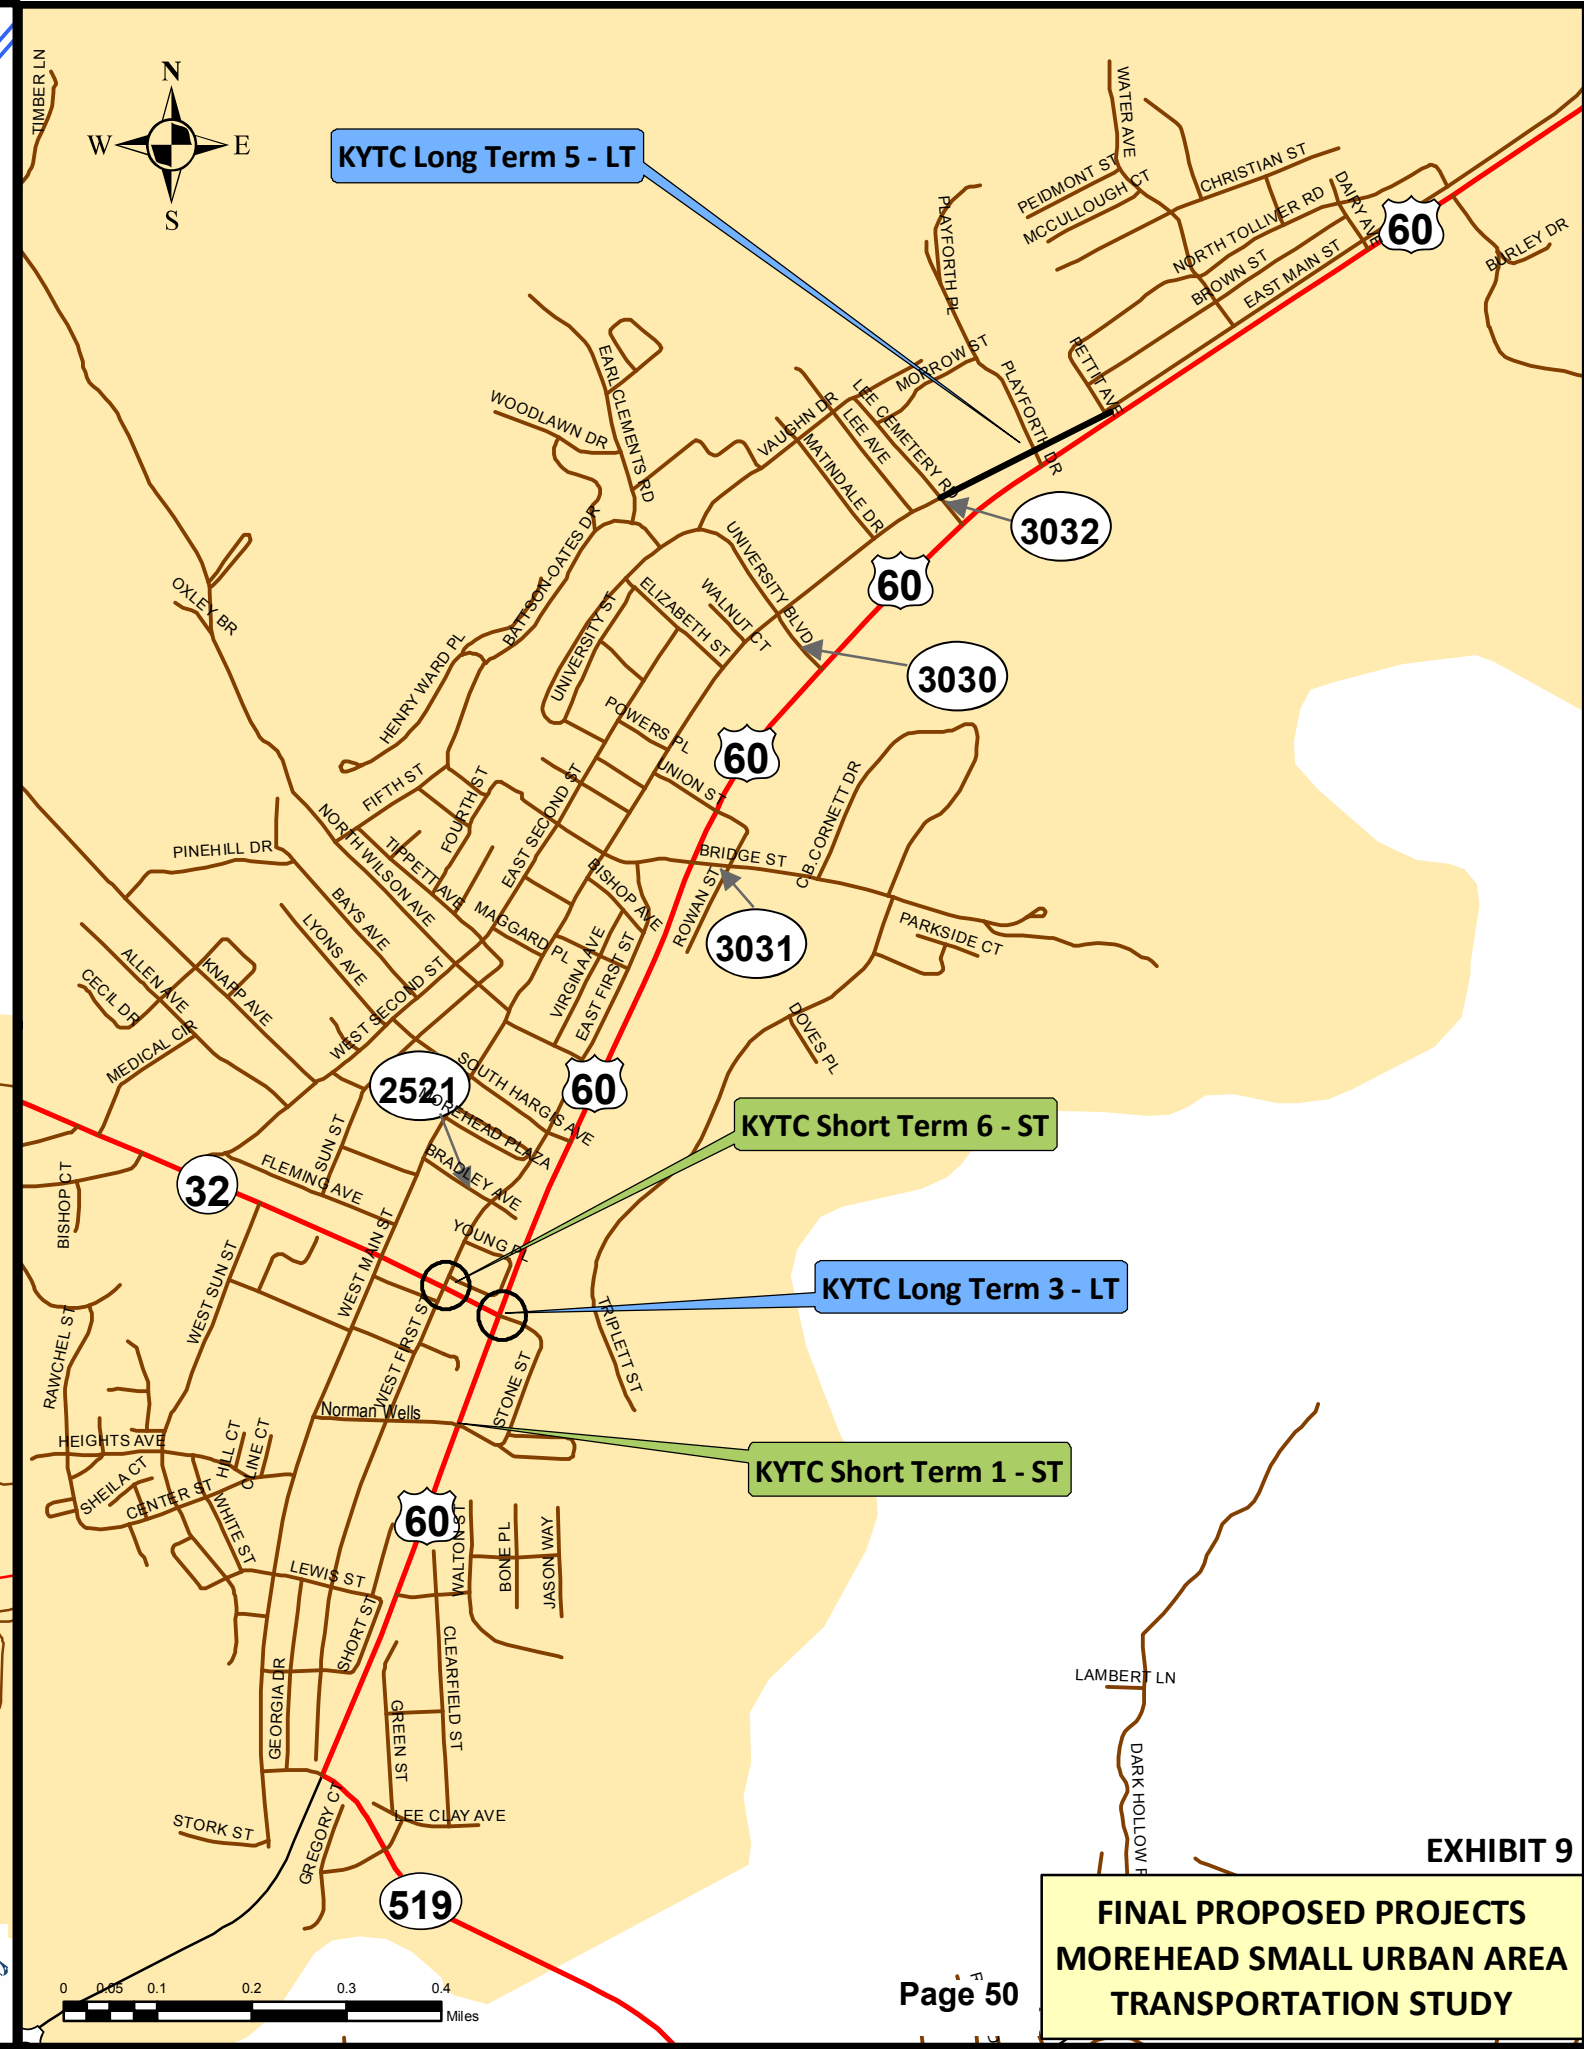 TIMBER LN
N
W
E
S
KYTC Long Term 5 - LT
WATER AVE
PEIDMONT ST
MCCULLOUGH CT
CHRISTIAN ST
DAIRY AVE
NORTH TOLLIVER RD
BROWN ST
EAST MAIN ST
60
BURLEY DR
PLAYFORTH PL
PETTIT AVE
PLAYFORTH DR
MORROW ST
LEE CEMETERY RD
LEE AVE
VAUGHN DR
MATINDALE DR
EARL CLEMENTS RD
WOODLAWN DR
3032
60
UNIVERSITY BLVD
WALNUT CT
ELIZABETH ST
BATTSON-OATES DR
UNIVERSITY ST
OXLEY BR
HENRY WARD PL
3030
POWERS PL
60
UNION ST
C.B.CORNETT DR
FIFTH ST
FOURTH ST
EAST SECOND ST
NORTH WILSON AVE
TIPPETT AVE
PINEHILL DR
BRIDGE ST
BISHOP AVE
ROWAN ST
MAGGARD PL
BAYS AVE
LYONS AVE
3031
PARKSIDE CT
VIRGINIA AVE
EAST FIRST ST
ALLEN AVE
CECIL DR
KNAPP AVE
WEST SECOND ST
MEDICAL CIR
DOVES PL
2521
SOUTH HARGIS AVE
60
MOREHEAD PLAZA
KYTC Short Term 6 - ST
SUN ST
BRADLEY AVE
FLEMING AVE
32
BISHOP CT
YOUNG PL
WEST MAIN ST
WEST SUN ST
KYTC Long Term 3 - LT
TRIPLETT ST
RAWCHEL ST
WEST FIRST ST
STONE ST
Norman Wells
HEIGHTS AVE
HILL CT
CLINE CT
KYTC Short Term 1 - ST
SHEILA CT
CENTER ST
WHITE ST
60
WALTON ST
BONE PL
JASON WAY
LEWIS ST
SHORT ST
CLEARFIELD ST
GEORGIA DR
GREEN ST
LAMBERT LN
DARK HOLLOW R
STORK ST
GREGORY CT
LEE CLAY AVE
519
EXHIBIT 9
FINAL PROPOSED PROJECTS
MOREHEAD SMALL URBAN AREA
TRANSPORTATION STUDY
Page 50
0 0.05 0.1 0.2 0.3 0.4
Miles